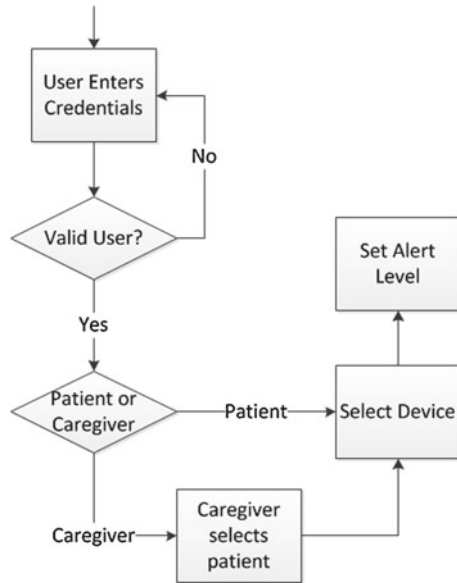 User Enters
Credentials
No
Valid User?
Set Alert
Level
Yes
Patient or
Caregiver
Patient
Select Device
Caregiver
Caregiver
selects
patient